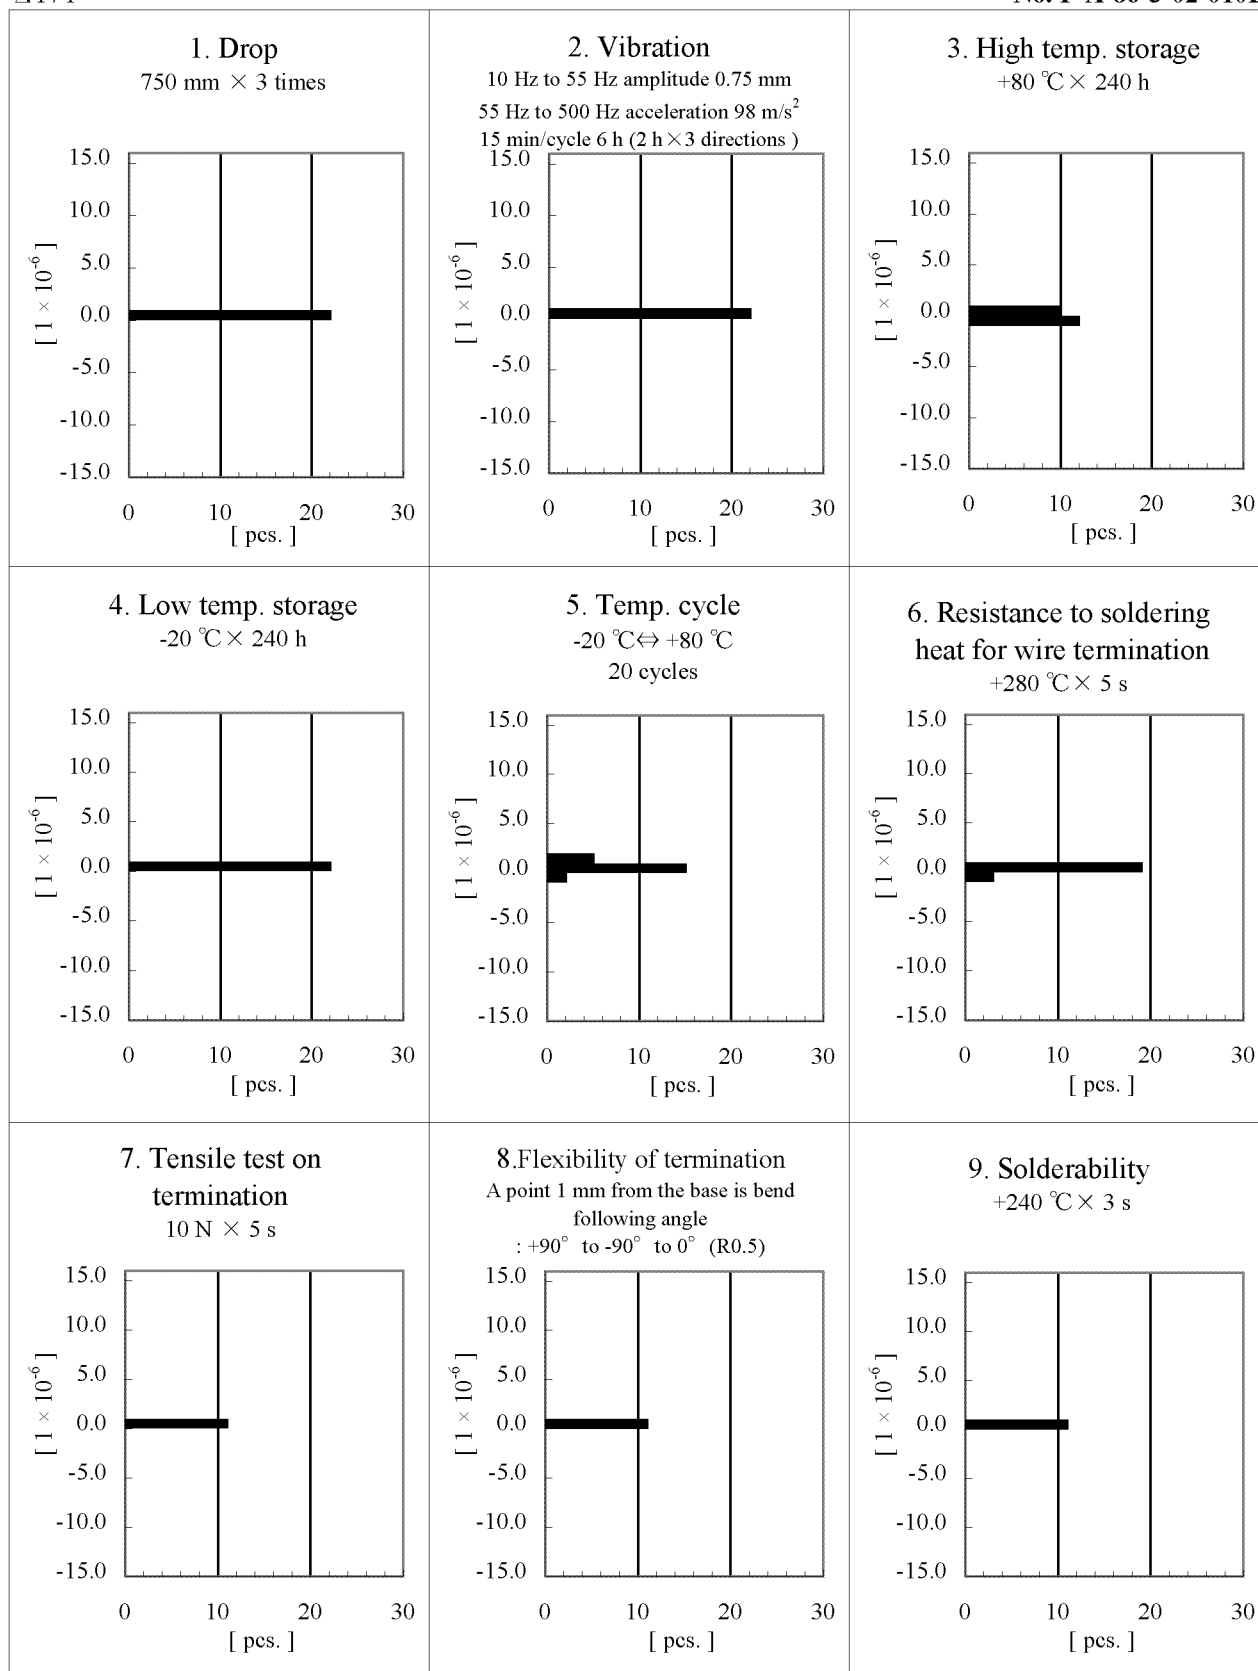 1. Drop
750 mm × 3 times
15.0
10.0
5.0
0.0
-5.0
-10.0
-15.0
[ 1 × 10-6 ]
0 10 20 30
[ pcs. ]
2. Vibration
10 Hz to 55 Hz amplitude 0.75 mm
55 Hz to 500 Hz acceleration 98 m/s2
15 min/cycle 6 h (2 h×3 directions )
15.0
10.0
5.0
0.0
-5.0
-10.0
-15.0
[ 1 × 10-6 ]
0 10 20 30
[ pcs. ]
3. High temp. storage
+80 ℃× 240 h
15.0
10.0
5.0
0.0
-5.0
-10.0
-15.0
[ 1 × 10-6 ]
0 10 20 30
[ pcs. ]
4. Low temp. storage
-20 ℃× 240 h
15.0
10.0
5.0
0.0
-5.0
-10.0
-15.0
[ 1 × 10-6 ]
0 10 20 30
[ pcs. ]
5. Temp. cycle
-20 ℃⇔ +80 ℃
20 cycles
15.0
10.0
5.0
0.0
-5.0
-10.0
-15.0
[ 1 × 10-6 ]
0 10 20 30
[ pcs. ]
6. Resistance to soldering
heat for wire termination
+280 ℃× 5 s
15.0
10.0
5.0
0.0
-5.0
-10.0
-15.0
[ 1 × 10-6 ]
0 10 20 30
[ pcs. ]
7. Tensile test on
termination
10 N × 5 s
15.0
10.0
5.0
0.0
-5.0
-10.0
-15.0
[ 1 × 10-6 ]
0 10 20 30
[ pcs. ]
8.Flexibility of termination
A point 1 mm from the base is bend
following angle
: +90° to -90° to 0° (R0.5)
15.0
10.0
5.0
0.0
-5.0
-10.0
-15.0
[ 1 × 10-6 ]
0 10 20 30
[ pcs. ]
9. Solderability
+240 ℃× 3 s
15.0
10.0
5.0
0.0
-5.0
-10.0
-15.0
[ 1 × 10-6 ]
0 10 20 30
[ pcs. ]